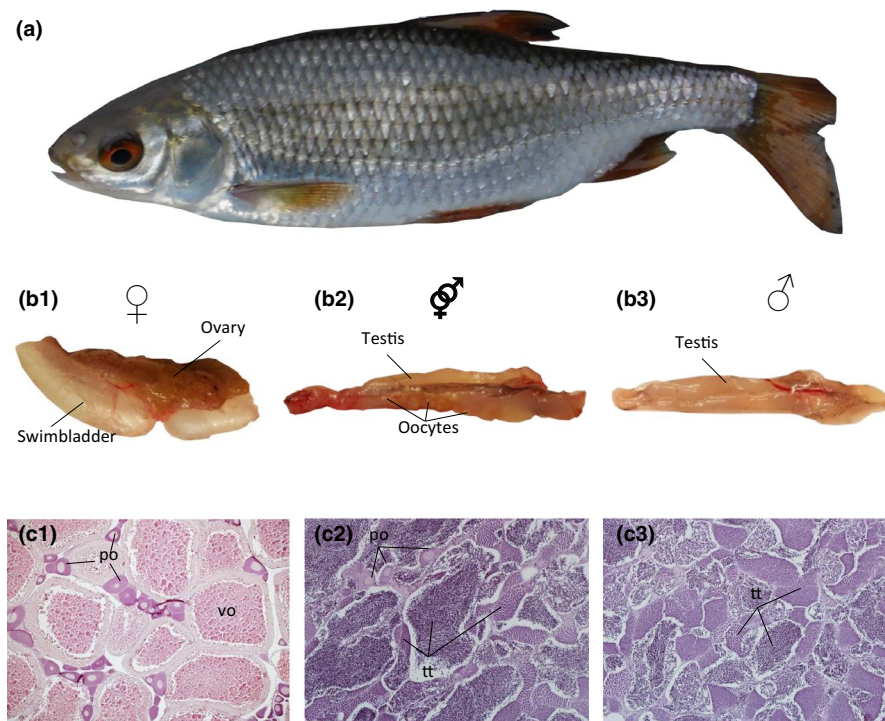 (a)
(b1) ♀
Ovary
Swimbladder
(b2) ⚤
Testis
Oocytes
(b3) ♂
Testis
(c1)
po
vo
(c2)
po
tt
(c3)
tt